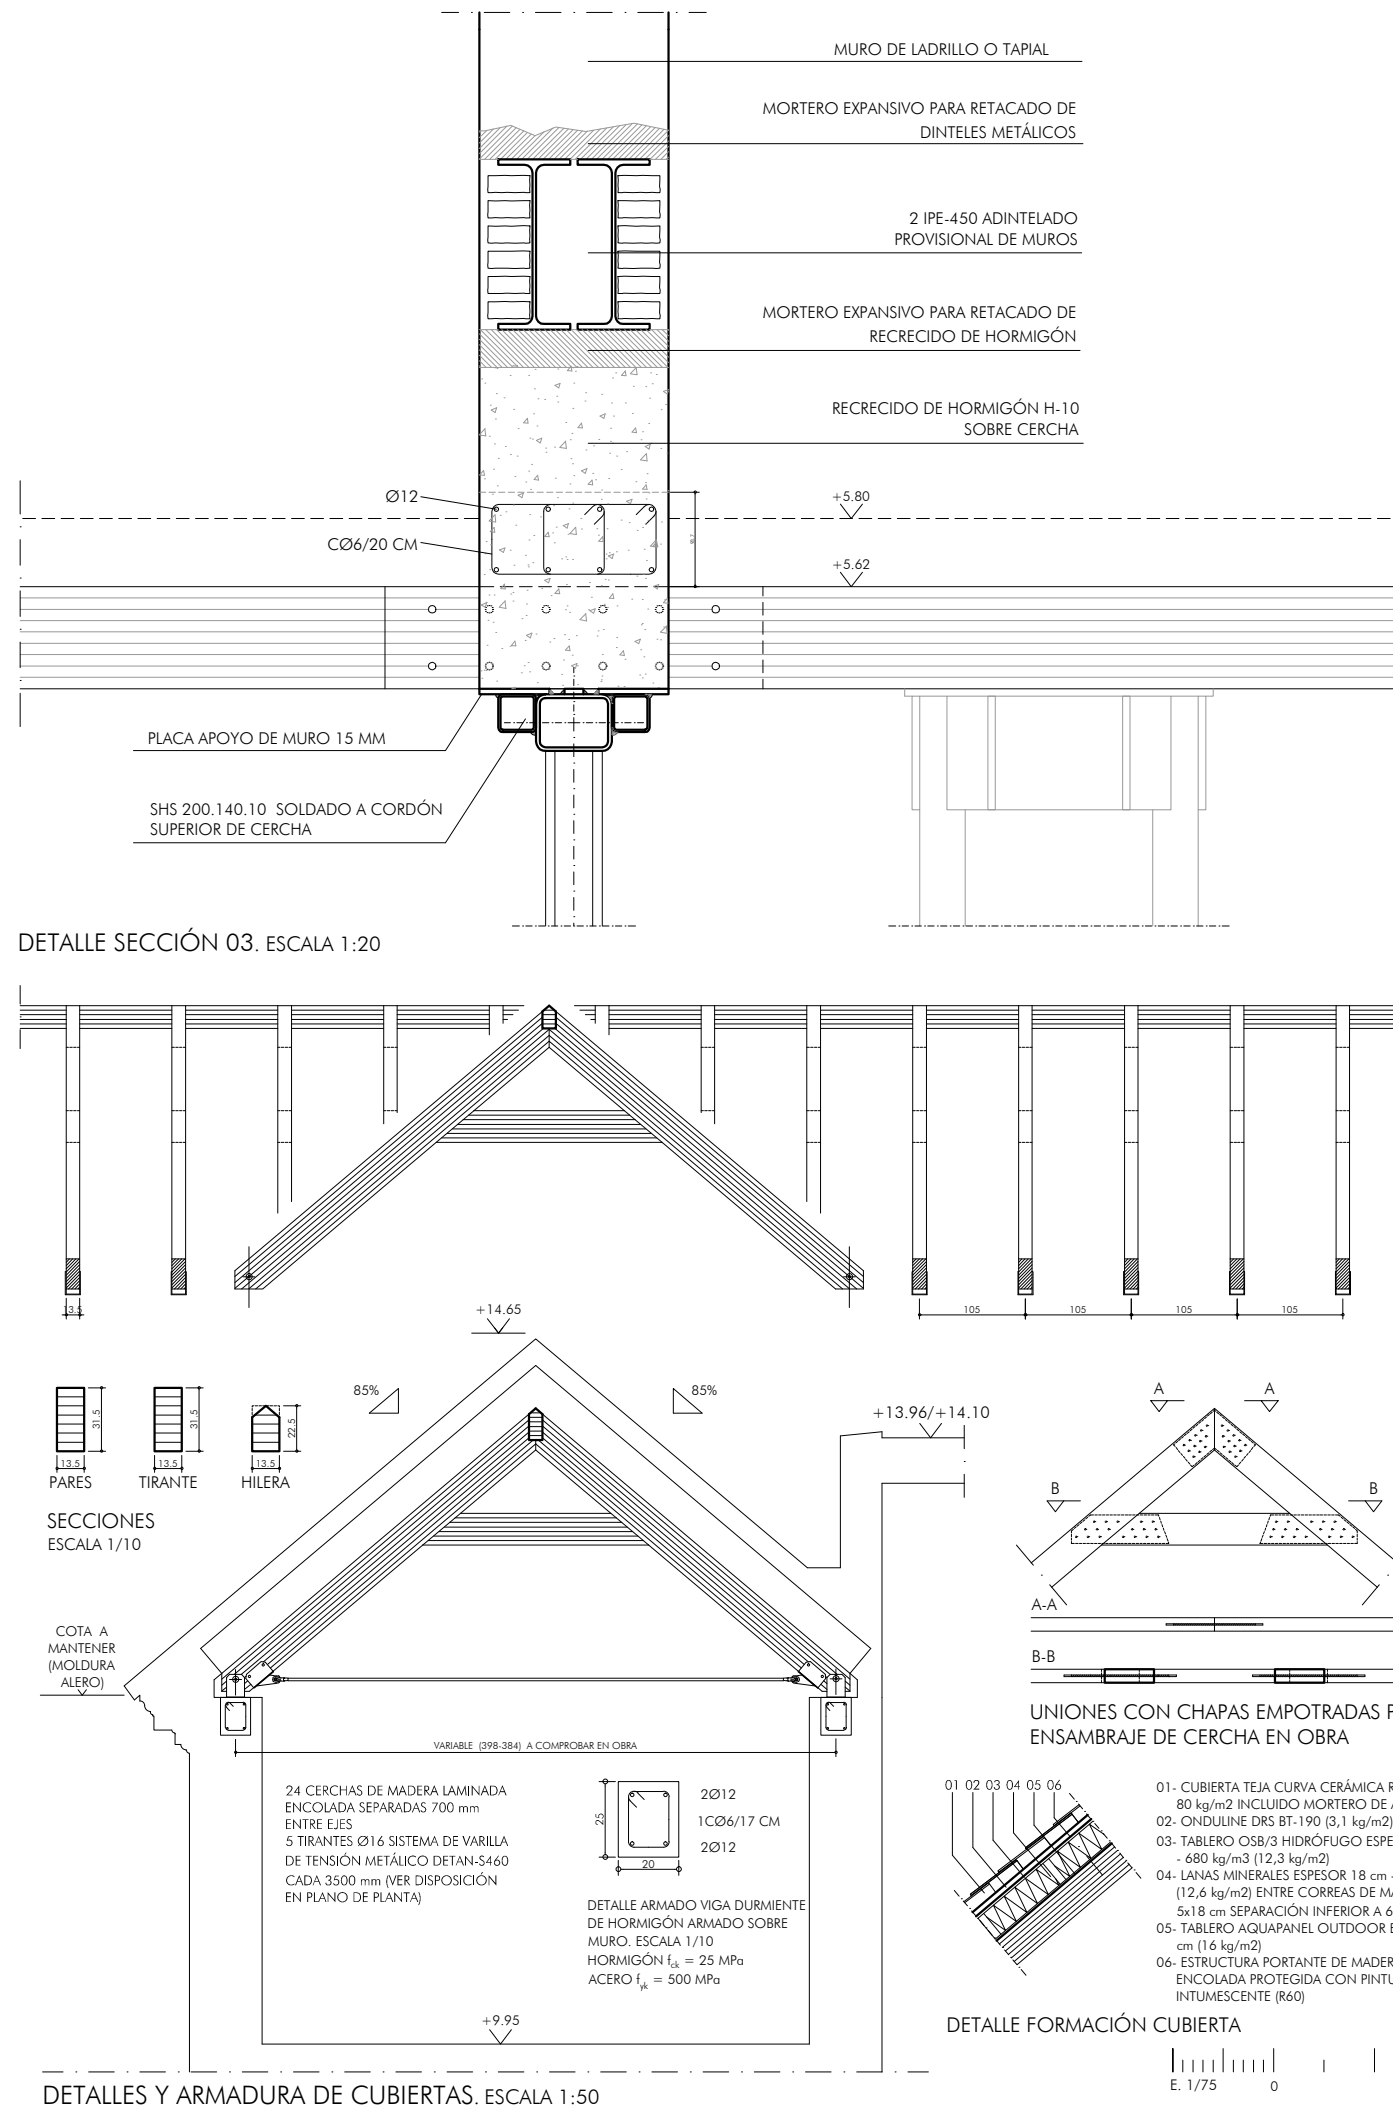 MURO DE LADRILLO O TAPIAL
MORTERO EXPANSIVO PARA RETACADO DE
DINTELES METÁLICOS
2 IPE-450 ADINTELADO
PROVISIONAL DE MUROS
MORTERO EXPANSIVO PARA RETACADO DE
RECRECIDO DE HORMIGÓN
RECRECIDO DE HORMIGÓN H-10
SOBRE CERCHA
Ø12
CØ6/20 CM
+5.80
+5.62
PLACA APOYO DE MURO 15 MM
SHS 200.140.10 SOLDADO A CORDÓN
SUPERIOR DE CERCHA
DETALLE SECCIÓN 03. ESCALA 1:20
13.5
105
105
105
105
+14.65
85%
85%
+13.96/+14.10
31.5
13.5
PARES
31.5
13.5
TIRANTE
22.5
13.5
HILERA
SECCIONES
ESCALA 1/10
COTA A
MANTENER
(MOLDURA
ALERO)
VARIABLE (398-384) A COMPROBAR EN OBRA
24 CERCHAS DE MADERA LAMINADA
ENCOLADA SEPARADAS 700 mm
ENTRE EJES
5 TIRANTES Ø16 SISTEMA DE VARILLA
DE TENSIÓN METÁLICO DETAN-S460
CADA 3500 mm (VER DISPOSICIÓN
EN PLANO DE PLANTA)
25
20
2Ø12
1CØ6/17 CM
2Ø12
DETALLE ARMADO VIGA DURMIENTE
DE HORMIGÓN ARMADO SOBRE
MURO. ESCALA 1/10
HORMIGÓN fck = 25 MPa
ACERO fyk = 500 MPa
+9.95
DETALLES Y ARMADURA DE CUBIERTAS. ESCALA 1:50
A A
B B
A-A
B-B
UNIONES CON CHAPAS EMPOTRADAS
ENSAMBRAJE DE CERCHA EN OBRA
01 02 03 04 05 06
01- CUBIERTA TEJA CURVA CERÁMICA
80 kg/m2 INCLUIDO MORTERO DE
02- ONDULINE DRS BT-190 (3,1 kg/m2)
03- TABLERO OSB/3 HIDRÓFUGO ESPE
- 680 kg/m3 (12,3 kg/m2)
04- LANAS MINERALES ESPESOR 18 cm -
(12,6 kg/m2) ENTRE CORREAS DE MA
5x18 cm SEPARACIÓN INFERIOR A 6
05- TABLERO AQUAPANEL OUTDOOR E
cm (16 kg/m2)
06- ESTRUCTURA PORTANTE DE MADER
ENCOLADA PROTEGIDA CON PINTU
INTUMESCENTE (R60)
DETALLE FORMACIÓN CUBIERTA
E. 1/75 0